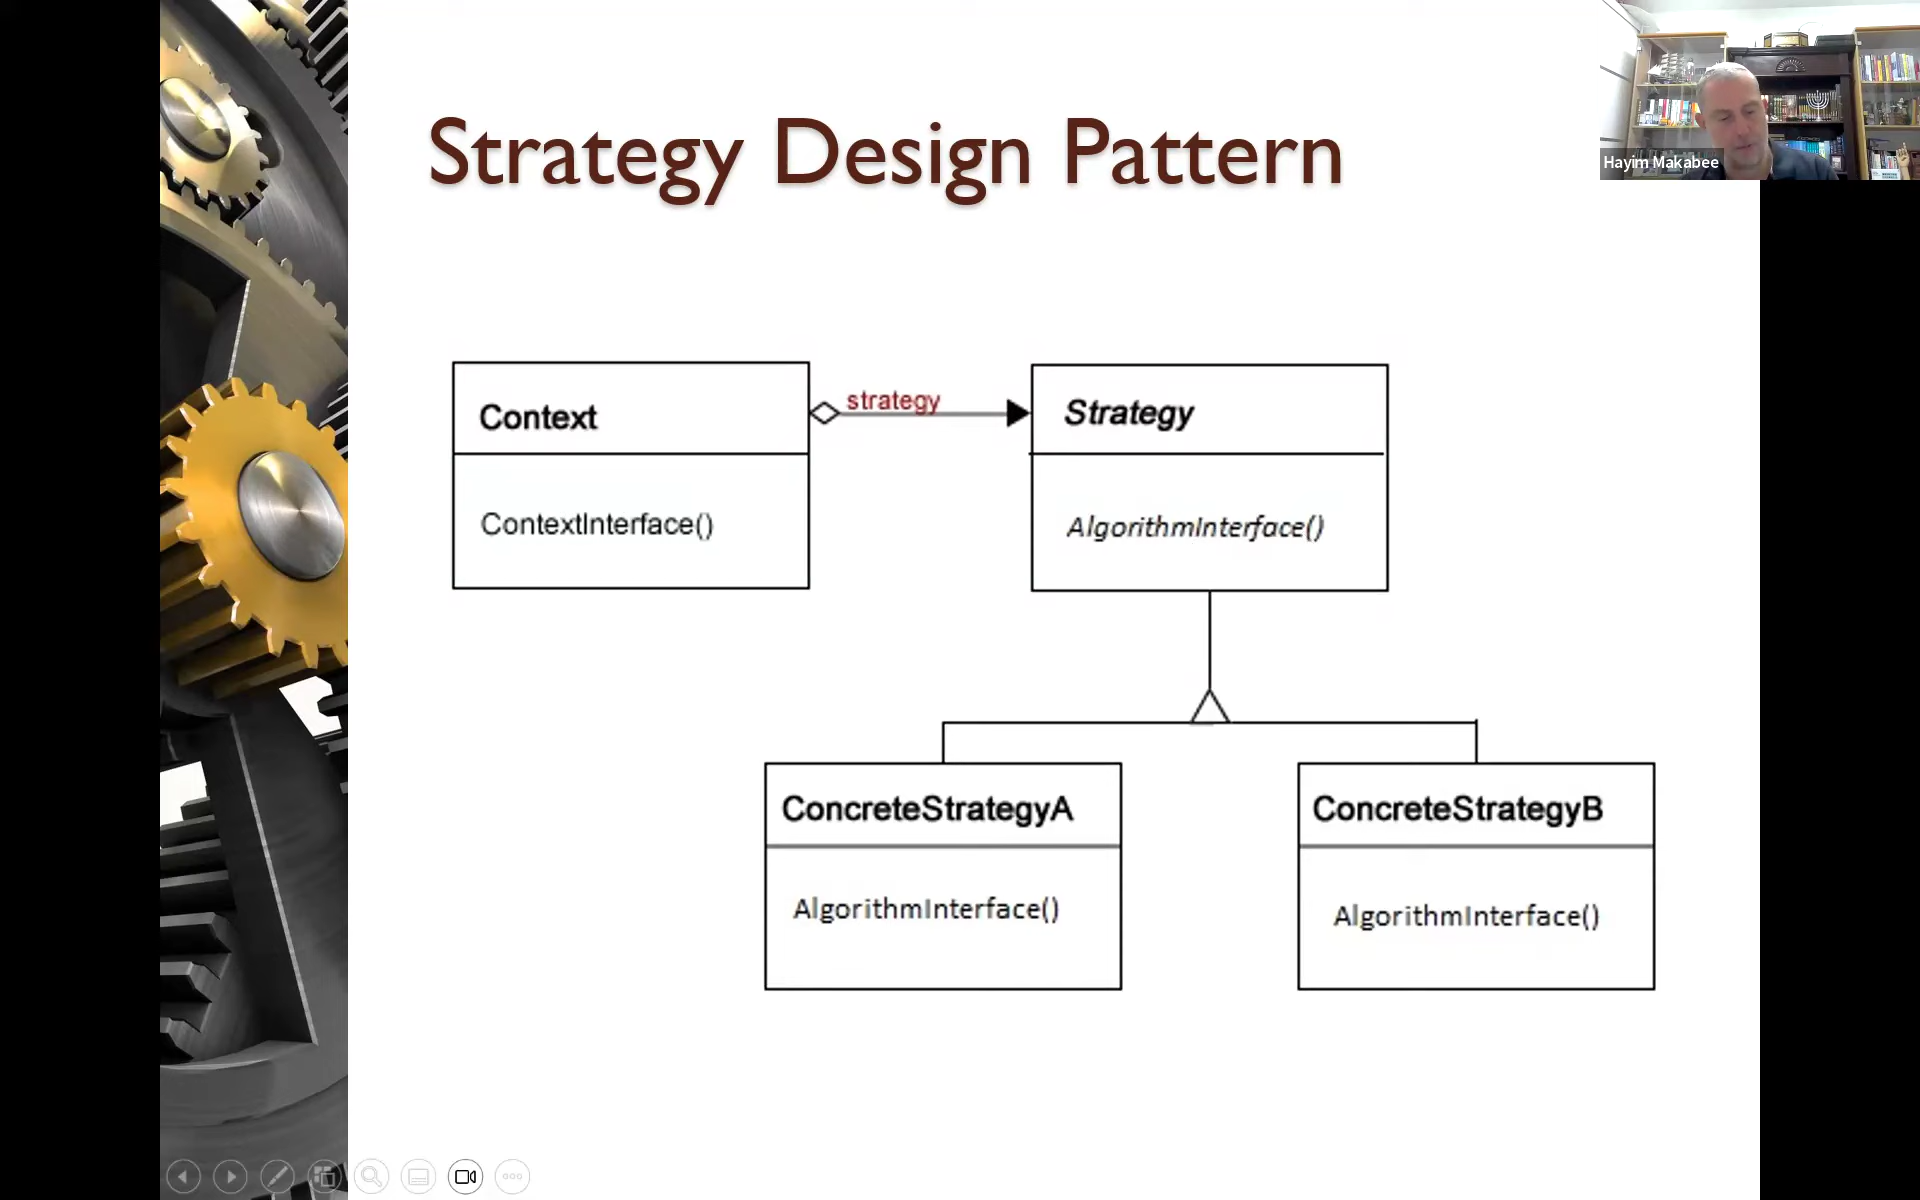 Strategy Design Pattern
Hayim Makabee
Context
strategy
Strategy
ContextInterface()
AlgorithmInterface()
ConcreteStrategyA
ConcreteStrategyB
AlgorithmInterface()
AlgorithmInterface()